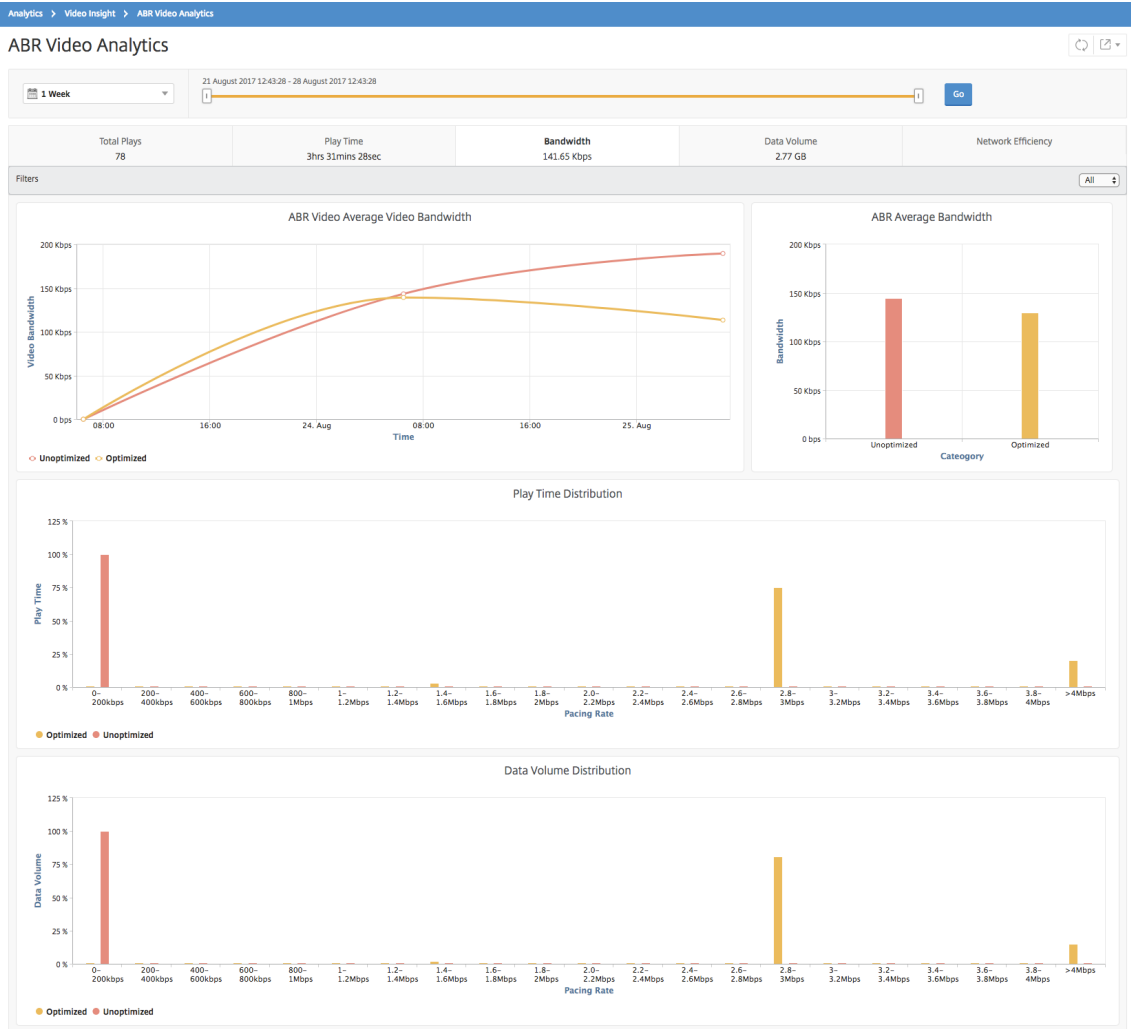 Analytics > Video Insight > ABR Video Analytics
ABR Video Analytics
1 Week
21 August 2017 12:43:28 - 28 August 2017 12:43:28
Go
Total Plays
78
Play Time
3hrs 31mins 28sec
Bandwidth
141.65 Kbps
Data Volume
2.77 GB
Network Efficiency
Filters
All
ABR Video Average Video Bandwidth
200 Kbps
150 Kbps
100 Kbps
50 Kbps
0 bps
Video Bandwidth
08:00 16:00 24. Aug 08:00 16:00 25. Aug
Time
Unoptimized Optimized
ABR Average Bandwidth
200 Kbps
150 Kbps
100 Kbps
50 Kbps
0 bps
Bandwidth
Unoptimized Optimized
Cateogory
Play Time Distribution
125 %
100 %
75 %
50 %
25 %
0 %
Play Time
0– 200– 400– 600– 800– 1– 1.2– 1.4– 1.6– 1.8– 2.0– 2.2– 2.4– 2.6– 2.8– 3– 3.2– 3.4– 3.6– 3.8– >4Mbps
200kbps 400kbps 600kbps 800kbps 1Mbps 1.2Mbps 1.4Mbps 1.6Mbps 1.8Mbps 2Mbps 2.2Mbps 2.4Mbps 2.6Mbps 2.8Mbps 3Mbps 3.2Mbps 3.4Mbps 3.6Mbps 3.8Mbps 4Mbps
Pacing Rate
Optimized Unoptimized
Data Volume Distribution
125 %
100 %
75 %
50 %
25 %
0 %
Data Volume
0– 200– 400– 600– 800– 1– 1.2– 1.4– 1.6– 1.8– 2.0– 2.2– 2.4– 2.6– 2.8– 3– 3.2– 3.4– 3.6– 3.8– >4Mbps
200kbps 400kbps 600kbps 800kbps 1Mbps 1.2Mbps 1.4Mbps 1.6Mbps 1.8Mbps 2Mbps 2.2Mbps 2.4Mbps 2.6Mbps 2.8Mbps 3Mbps 3.2Mbps 3.4Mbps 3.6Mbps 3.8Mbps 4Mbps
Pacing Rate
Optimized Unoptimized